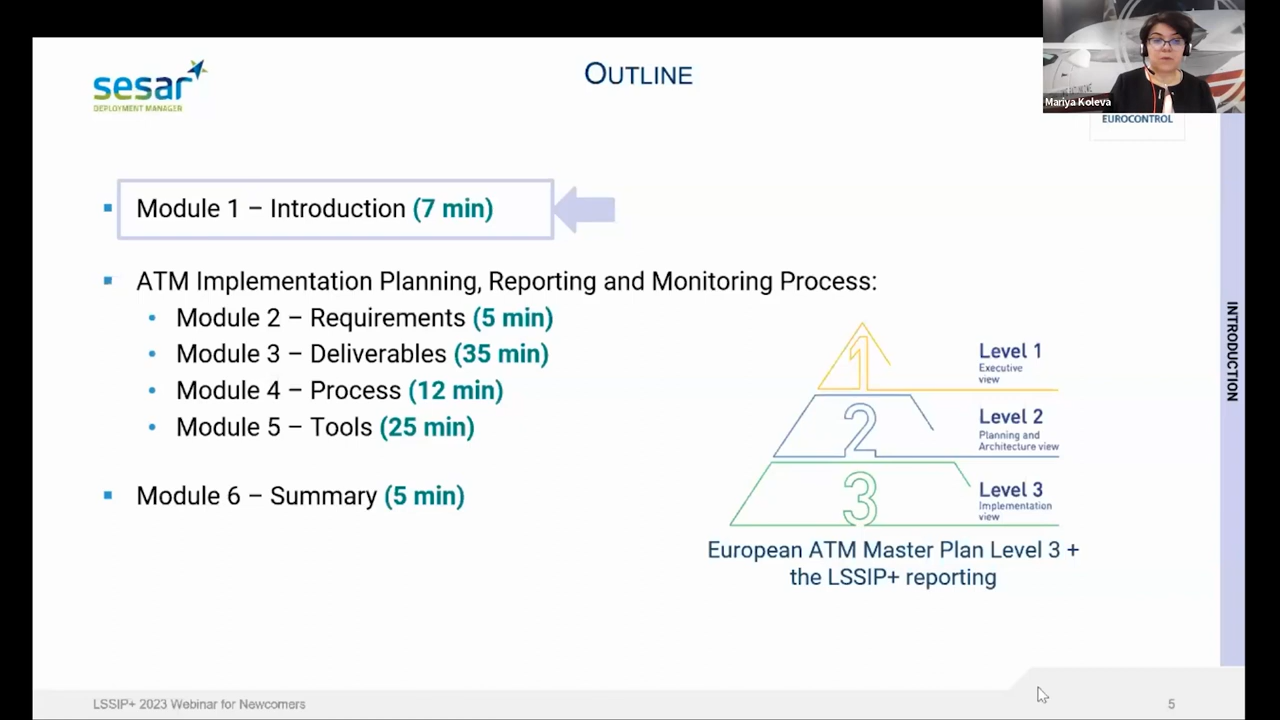 sesar
DEPLOYMENT MANAGER
OUTLINE
Mariya Koleva
EUROCONTROL
Module 1 – Introduction (7 min)
ATM Implementation Planning, Reporting and Monitoring Process:
Module 2 – Requirements (5 min)
Module 3 – Deliverables (35 min)
Module 4 – Process (12 min)
Module 5 – Tools (25 min)
Module 6 – Summary (5 min)
1
Level 1
Executive
view
2
Level 2
Planning and
Architecture view
3
Level 3
Implementation
view
European ATM Master Plan Level 3 +
the LSSIP+ reporting
INTRODUCTION
LSSIP+ 2023 Webinar for Newcomers
5